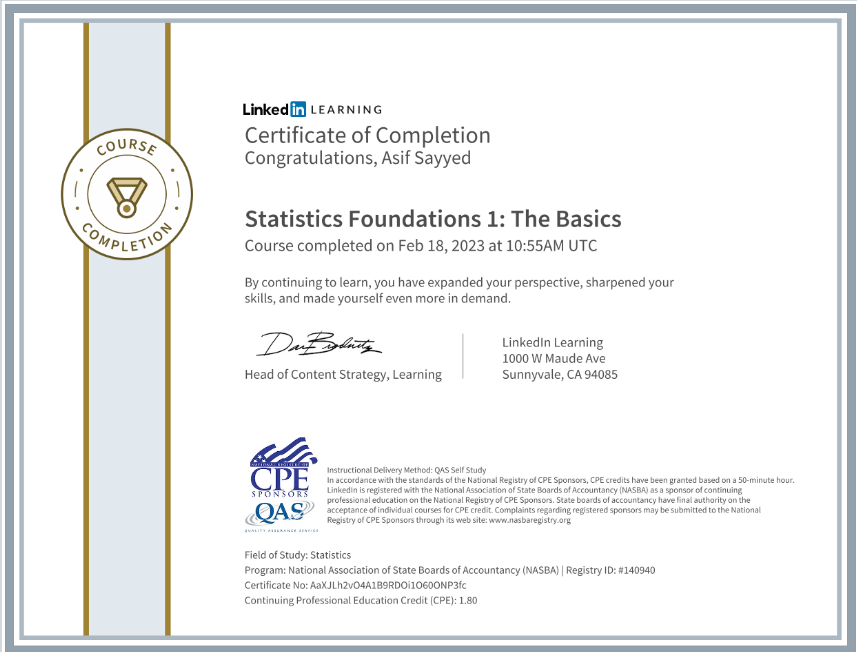 COURSE
COMPLETION
Linked in LEARNING
Certificate of Completion
Congratulations, Asif Sayyed
Statistics Foundations 1: The Basics
Course completed on Feb 18, 2023 at 10:55AM UTC
By continuing to learn, you have expanded your perspective, sharpened your
skills, and made yourself even more in demand.
Head of Content Strategy, Learning
LinkedIn Learning
1000 W Maude Ave
Sunnyvale, CA 94085
CPE
SPONSORS
QAS
QUALITY ASSURANCE SERVICE
Instructional Delivery Method: QAS Self Study
In accordance with the standards of the National Registry of CPE Sponsors, CPE credits have been granted based on a 50-minute hour.
LinkedIn is registered with the National Association of State Boards of Accountancy (NASBA) as a sponsor of continuing
professional education on the National Registry of CPE Sponsors. State boards of accountancy have final authority on the
acceptance of individual courses for CPE credit. Complaints regarding registered sponsors may be submitted to the National
Registry of CPE Sponsors through its web site: www.nasbaregistry.org
Field of Study: Statistics
Program: National Association of State Boards of Accountancy (NASBA) | Registry ID: #140940
Certificate No: AaXJLh2vO4A1B9RDOi1O60ONP3fc
Continuing Professional Education Credit (CPE): 1.80